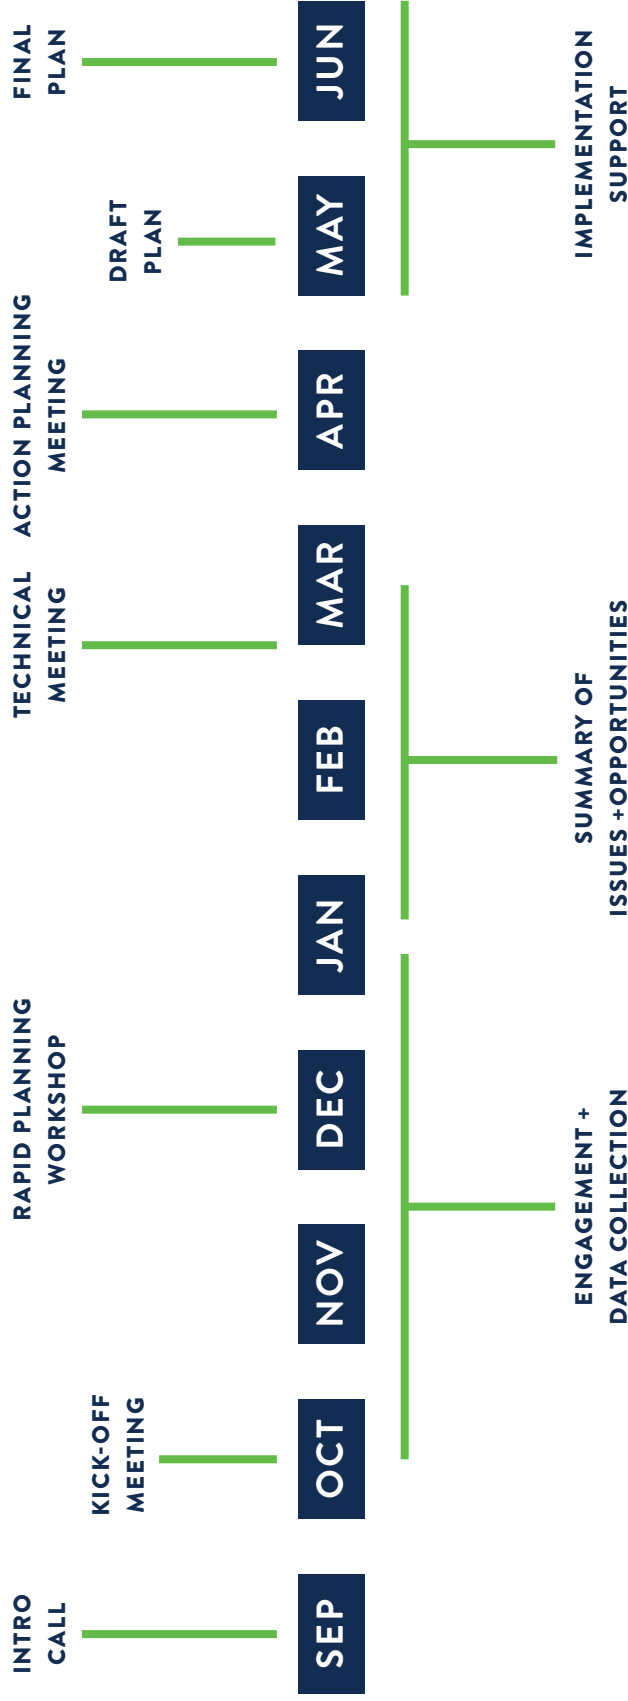 INTRO
CALL
KICK-OFF
MEETING
RAPID PLANNING
WORKSHOP
TECHNICAL
MEETING
ACTION PLANNING
MEETING
DRAFT
PLAN
FINAL
PLAN
SEP
OCT
NOV
DEC
JAN
FEB
MAR
APR
MAY
JUN
ENGAGEMENT +
DATA COLLECTION
SUMMARY OF
ISSUES +OPPORTUNITIES
IMPLEMENTATION
SUPPORT